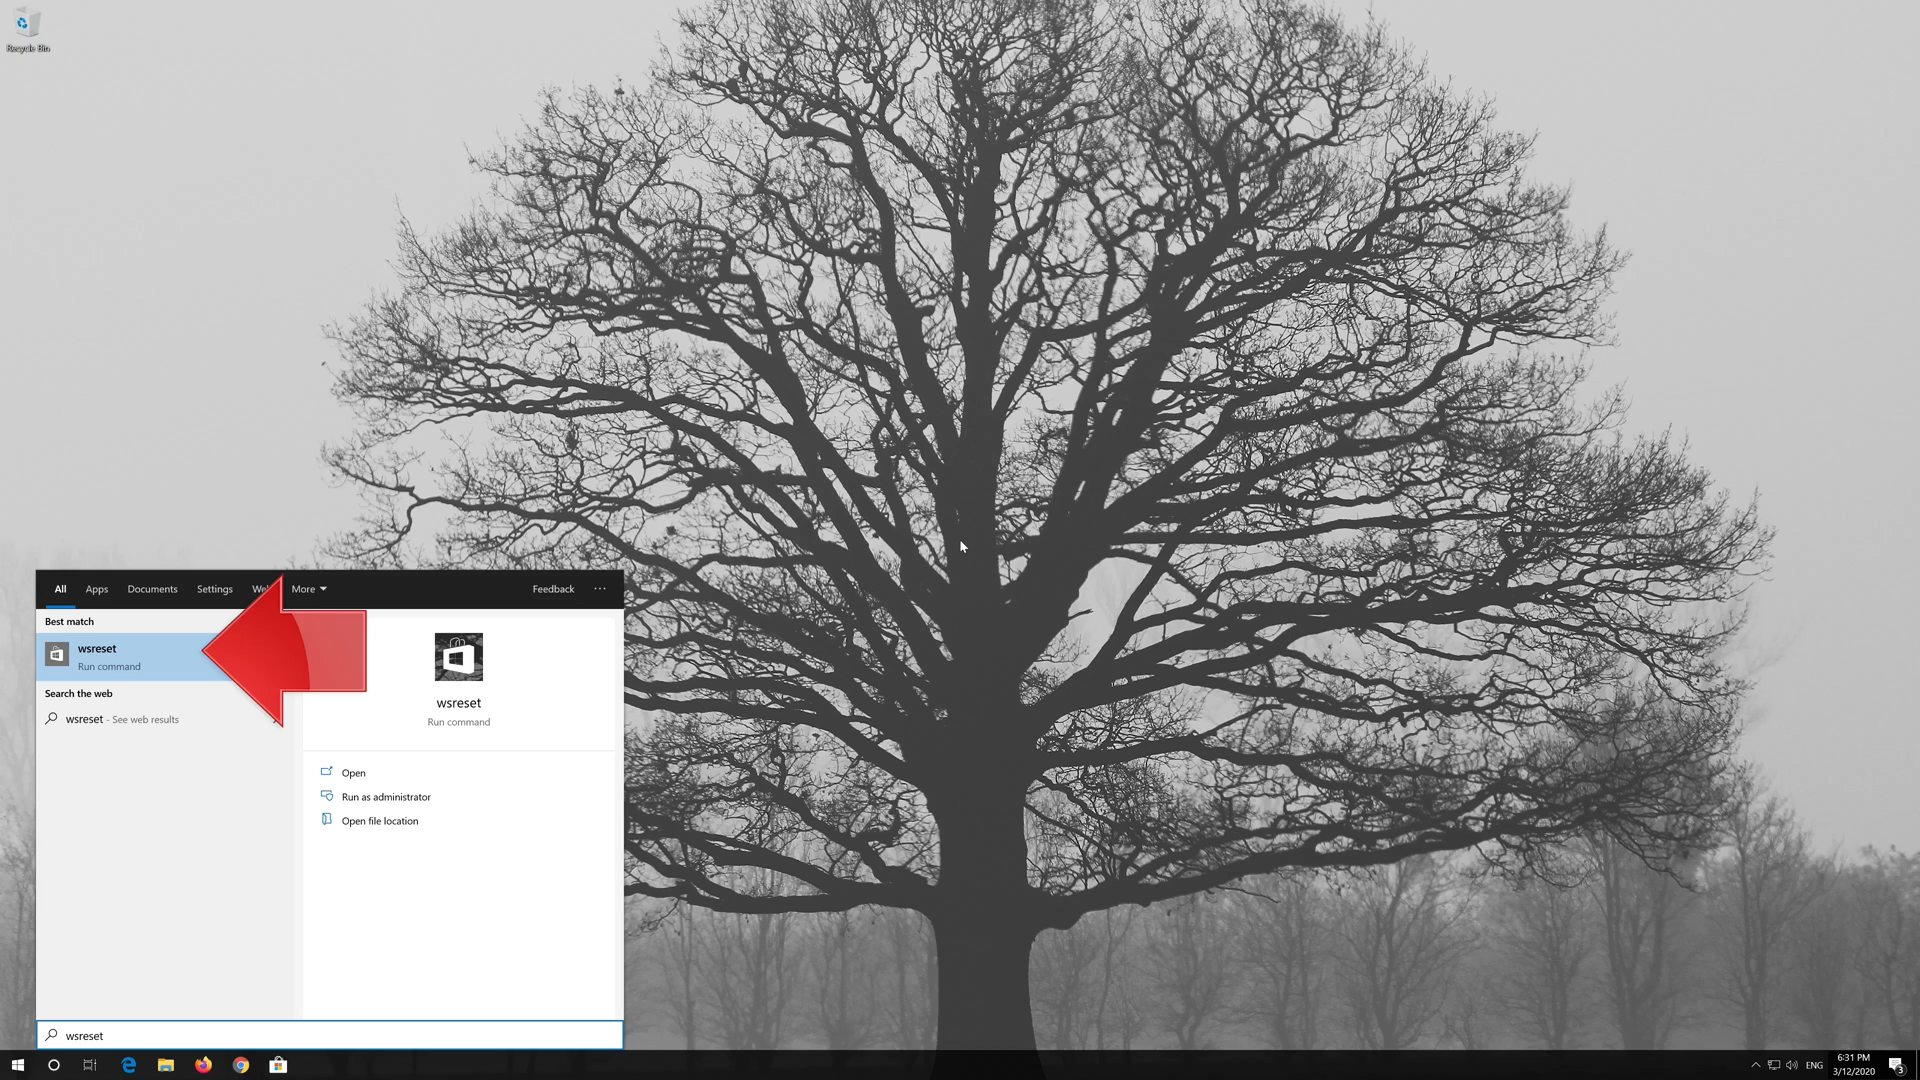 Recycle Bin
All Apps Documents Settings More Feedback ...
Best match
wsreset
Run command
Search the web
wsreset - See web results
wsreset
Run command
Open
Run as administrator
Open file location
wsreset
ENG
6:31 PM
3/12/2020
3